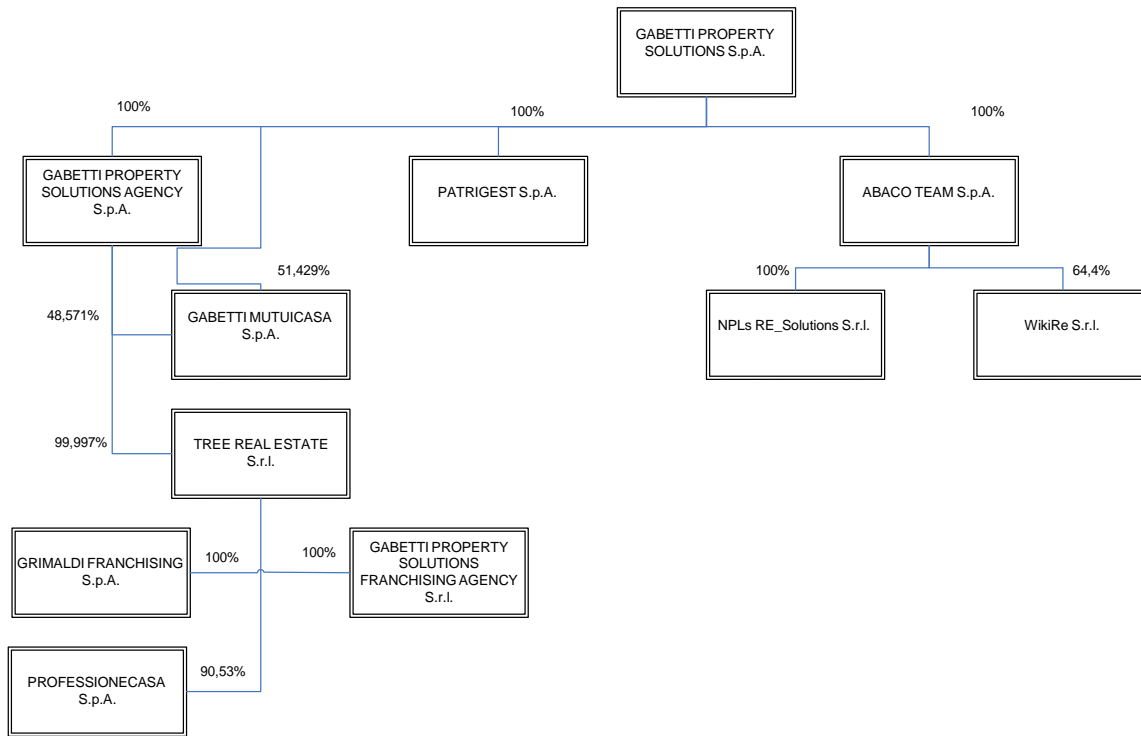 GABETTI PROPERTY
SOLUTIONS S.p.A.
100%
100%
100%
GABETTI PROPERTY
SOLUTIONS AGENCY
S.p.A.
PATRIGEST S.p.A.
ABACO TEAM S.p.A.
51,429%
100%
64,4%
48,571%
GABETTI MUTUICASA
S.p.A.
NPLs RE_Solutions S.r.l.
WikiRe S.r.l.
99,997%
TREE REAL ESTATE
S.r.l.
GRIMALDI FRANCHISING
S.p.A.
100%
100%
GABETTI PROPERTY
SOLUTIONS
FRANCHISING AGENCY
S.r.l.
90,53%
PROFESSIONECASA
S.p.A.